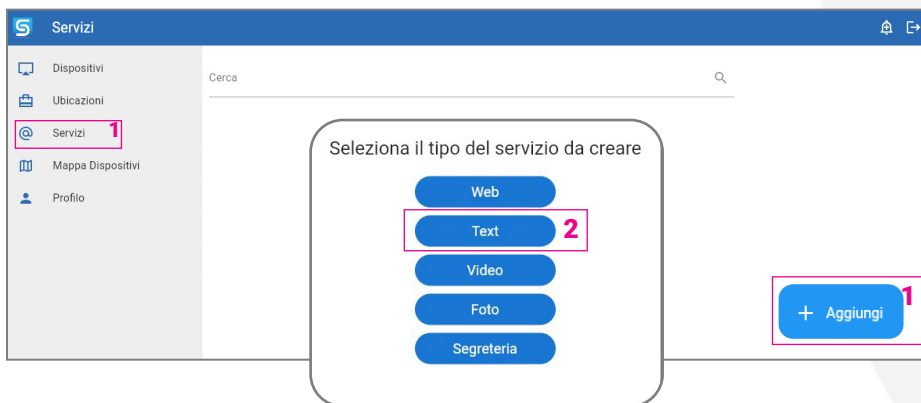 Servizi
Dispositivi
Ubicazioni
Servizi 1
Mappa Dispositivi
Profilo
Cerca
Seleziona il tipo del servizio da creare
Web
Text 2
Video
Foto
Segreteria
+ Aggiungi 1